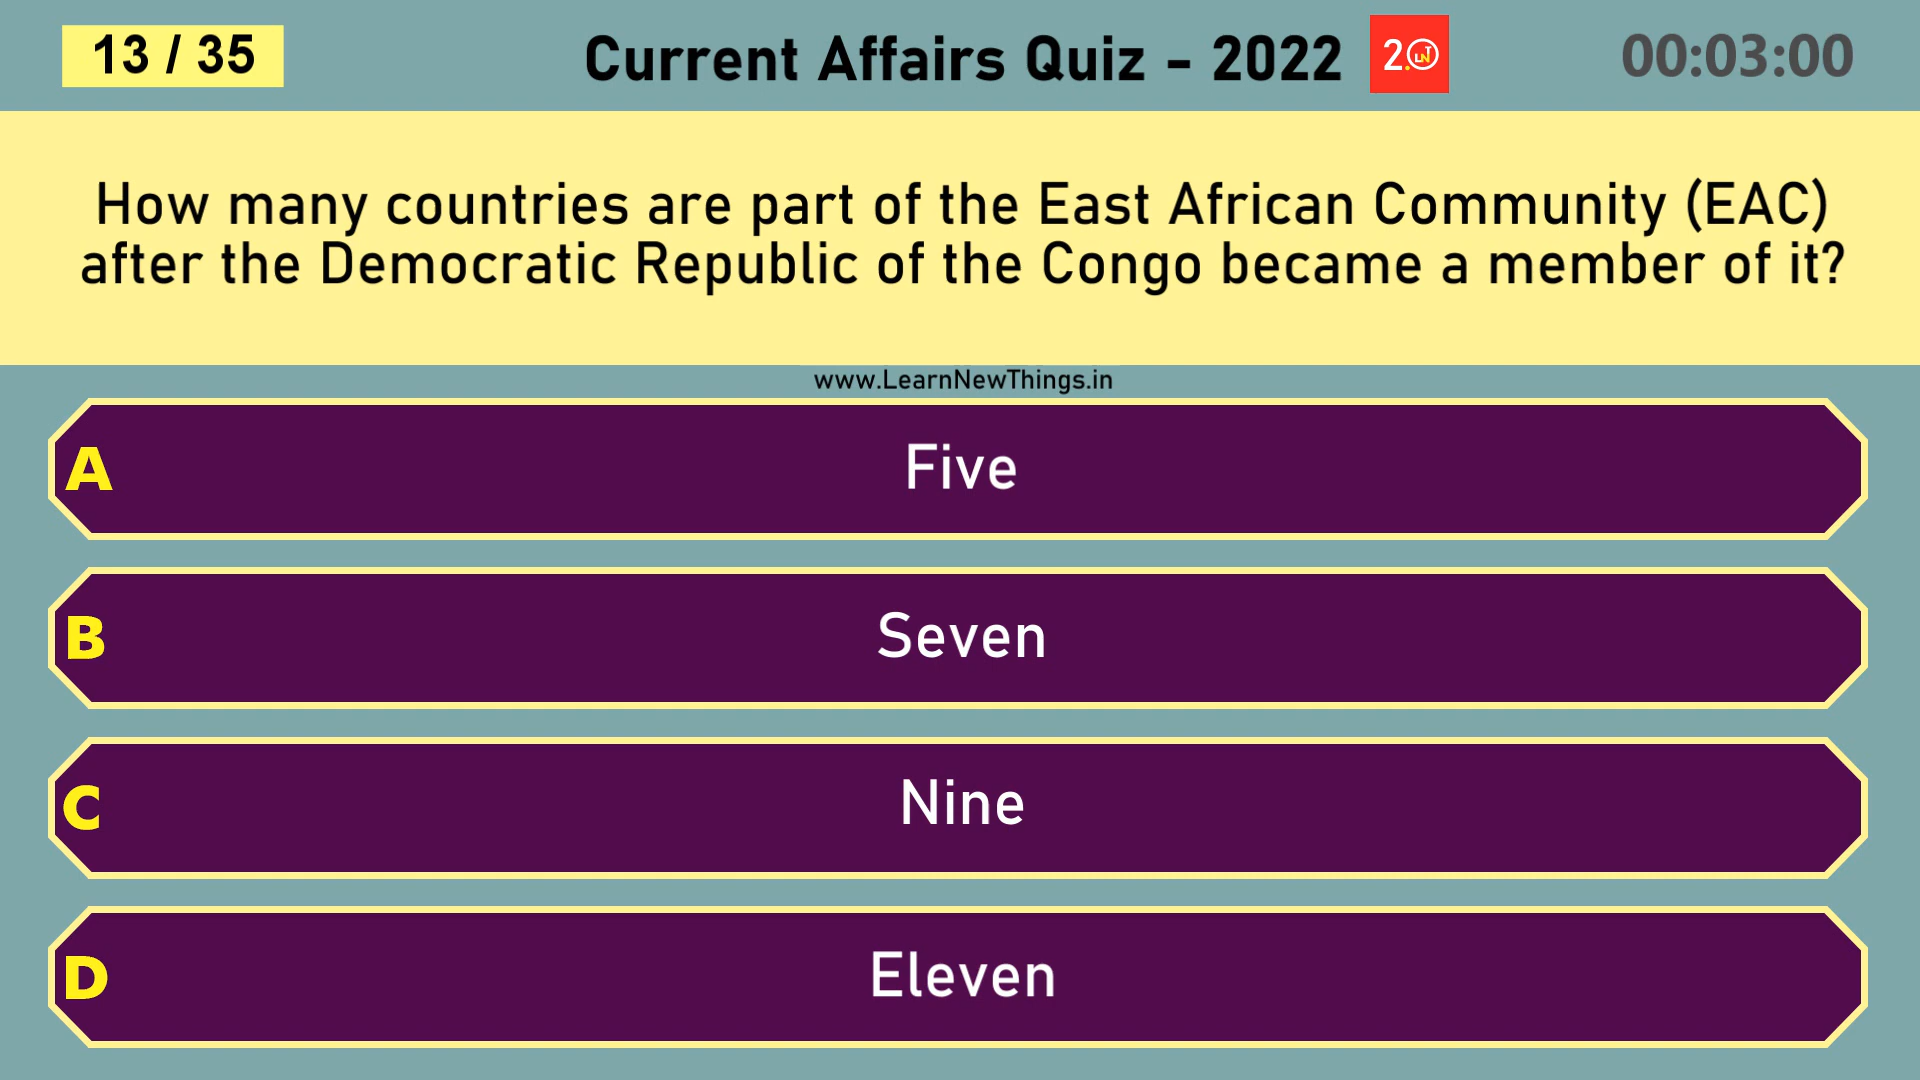 13 / 35
Current Affairs Quiz - 2022
2.LN
00:03:00
How many countries are part of the East African Community (EAC)
after the Democratic Republic of the Congo became a member of it?
www.LearnNewThings.in
A Five
B Seven
C Nine
D Eleven